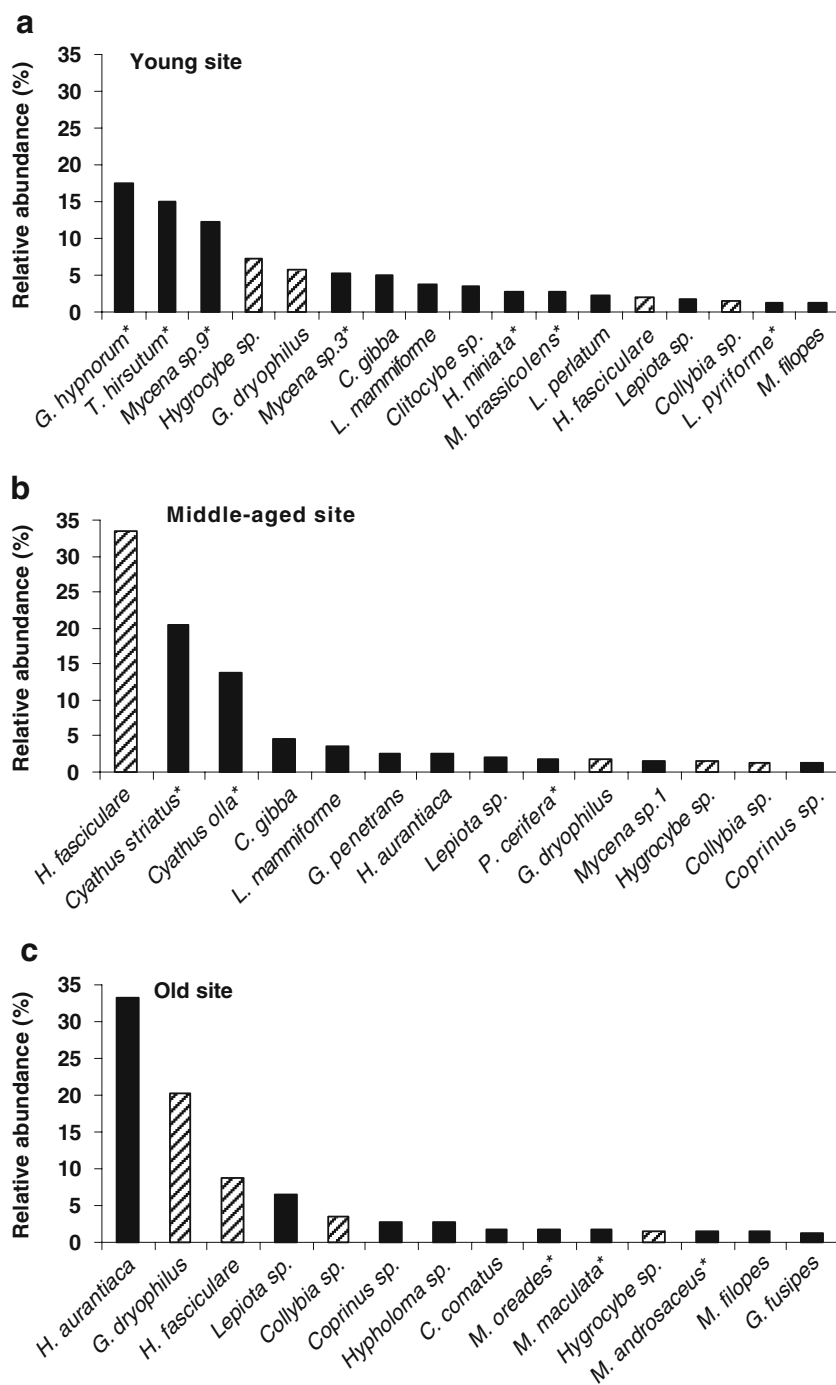 a
Young site
Relative abundance (%)
35
30
25
20
15
10
5
0
G. hypnorum*
T. hirsutum*
Mycena sp.9*
Hygrocybe sp.
G. dryophilus
Mycena sp.3*
C. gibba
L. mammiforme
Clitocybe sp.
H. miniata*
M. brassicolens*
L. perlatum
H. fasciculare
Lepiota sp.
Collybia sp.
L. pyriforme*
M. filopes
b
Middle-aged site
Relative abundance (%)
35
30
25
20
15
10
5
0
H. fasciculare
Cyathus striatus*
Cyathus olla*
C. gibba
L. mammiforme
G. penetrans
H. aurantiaca
Lepiota sp.
P. cerifera*
G. dryophilus
Mycena sp.1
Hygrocybe sp.
Collybia sp.
Coprinus sp.
c
Old site
Relative abundance (%)
35
30
25
20
15
10
5
0
H. aurantiaca
G. dryophilus
H. fasciculare
Lepiota sp.
Collybia sp.
Coprinus sp.
Hypholoma sp.
C. comatus
M. oreades*
M. maculata*
Hygrocybe sp.
M. androsaceus*
M. filopes
G. fusipes